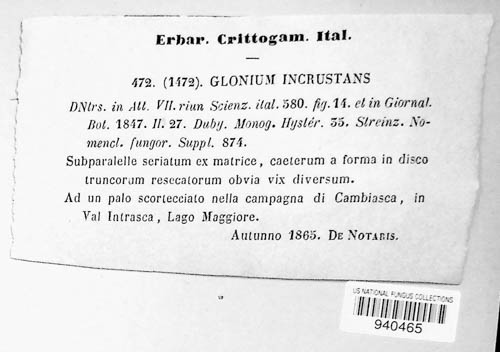 Erbar. Crittogam. Ital.
472. (1472). GLONIUM INCRUSTANS
DNtrs. in Att. VII. riun Scienz. ital. 580. fig. 14. et in Giornal.
Bot. 1847. II. 27. Duby. Monog. Hystér. 35. Streinz. No-
mencl. fungor. Suppl. 874.
Subparalelle seriatum ex matrice, caeterum a forma in disco
truncorum resecatorum obvia vix diversum.
Ad un palo scortecciato nella campagna di Cambiasca, in
Val Intrasca, Lago Maggiore.
Autunno 1865. DE NOTARIS.
US NATIONAL FUNGUS COLLECTIONS
940465